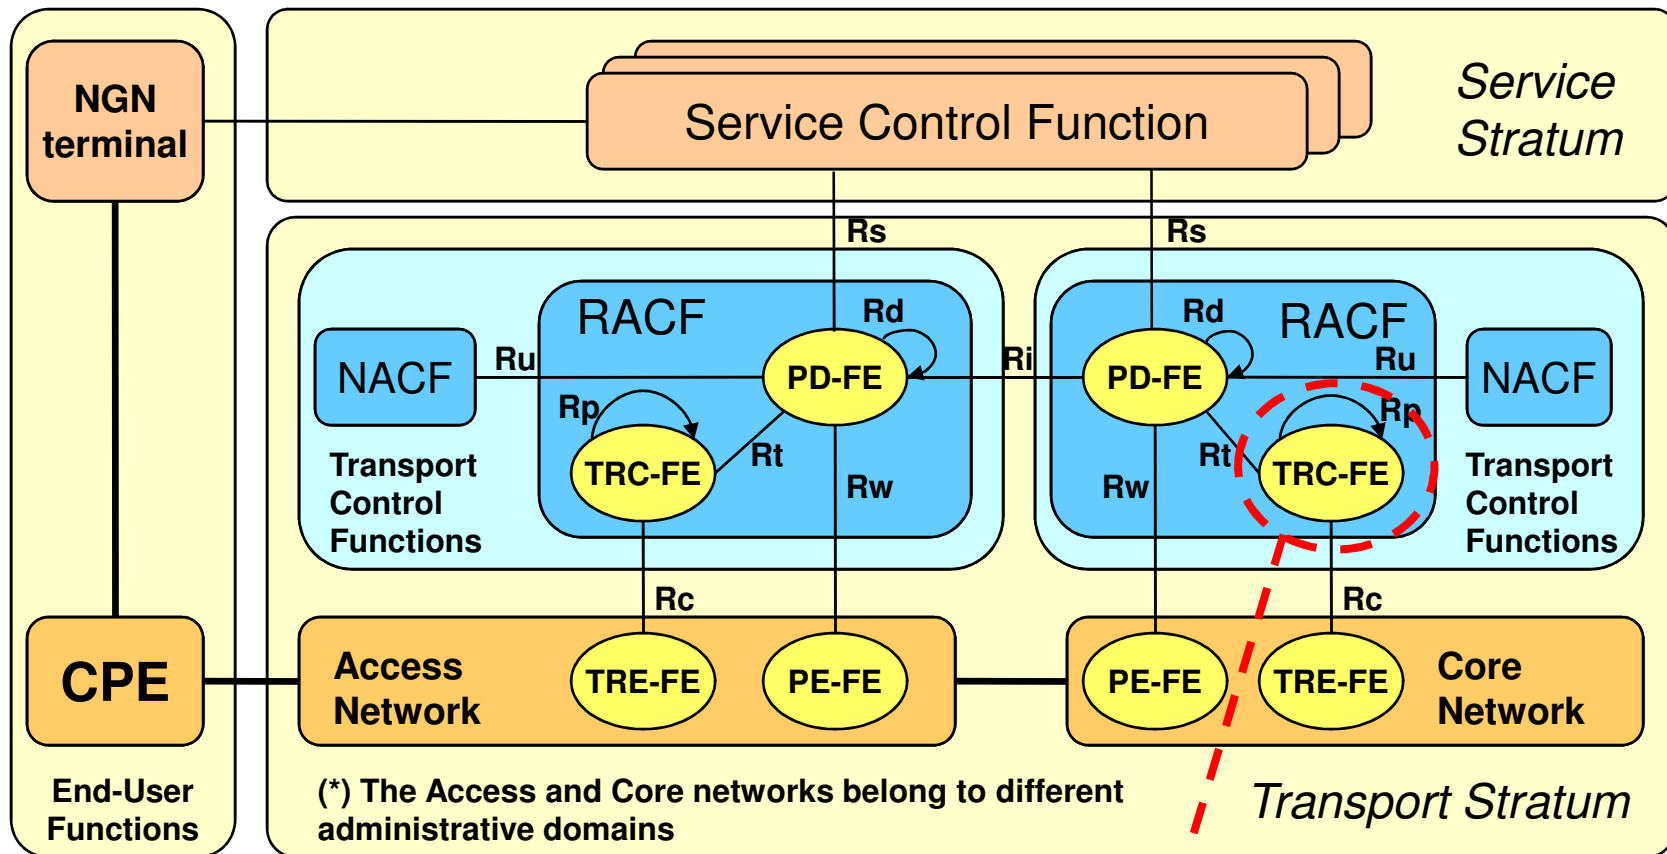 NGN
terminal
Service Control Function
Service
Stratum
Rs
Rs
RACF
Rd
NACF
Ru
PD-FE
Rp
TRC-FE
Rt
Rw
Transport
Control
Functions
Ri
Rd
RACF
PD-FE
Ru
NACF
Rp
Rt
TRC-FE
Rw
Transport
Control
Functions
Rc
Rc
CPE
Access
Network
TRE-FE
PE-FE
PE-FE
TRE-FE
Core
Network
End-User
Functions
(*) The Access and Core networks belong to different
administrative domains
Transport Stratum